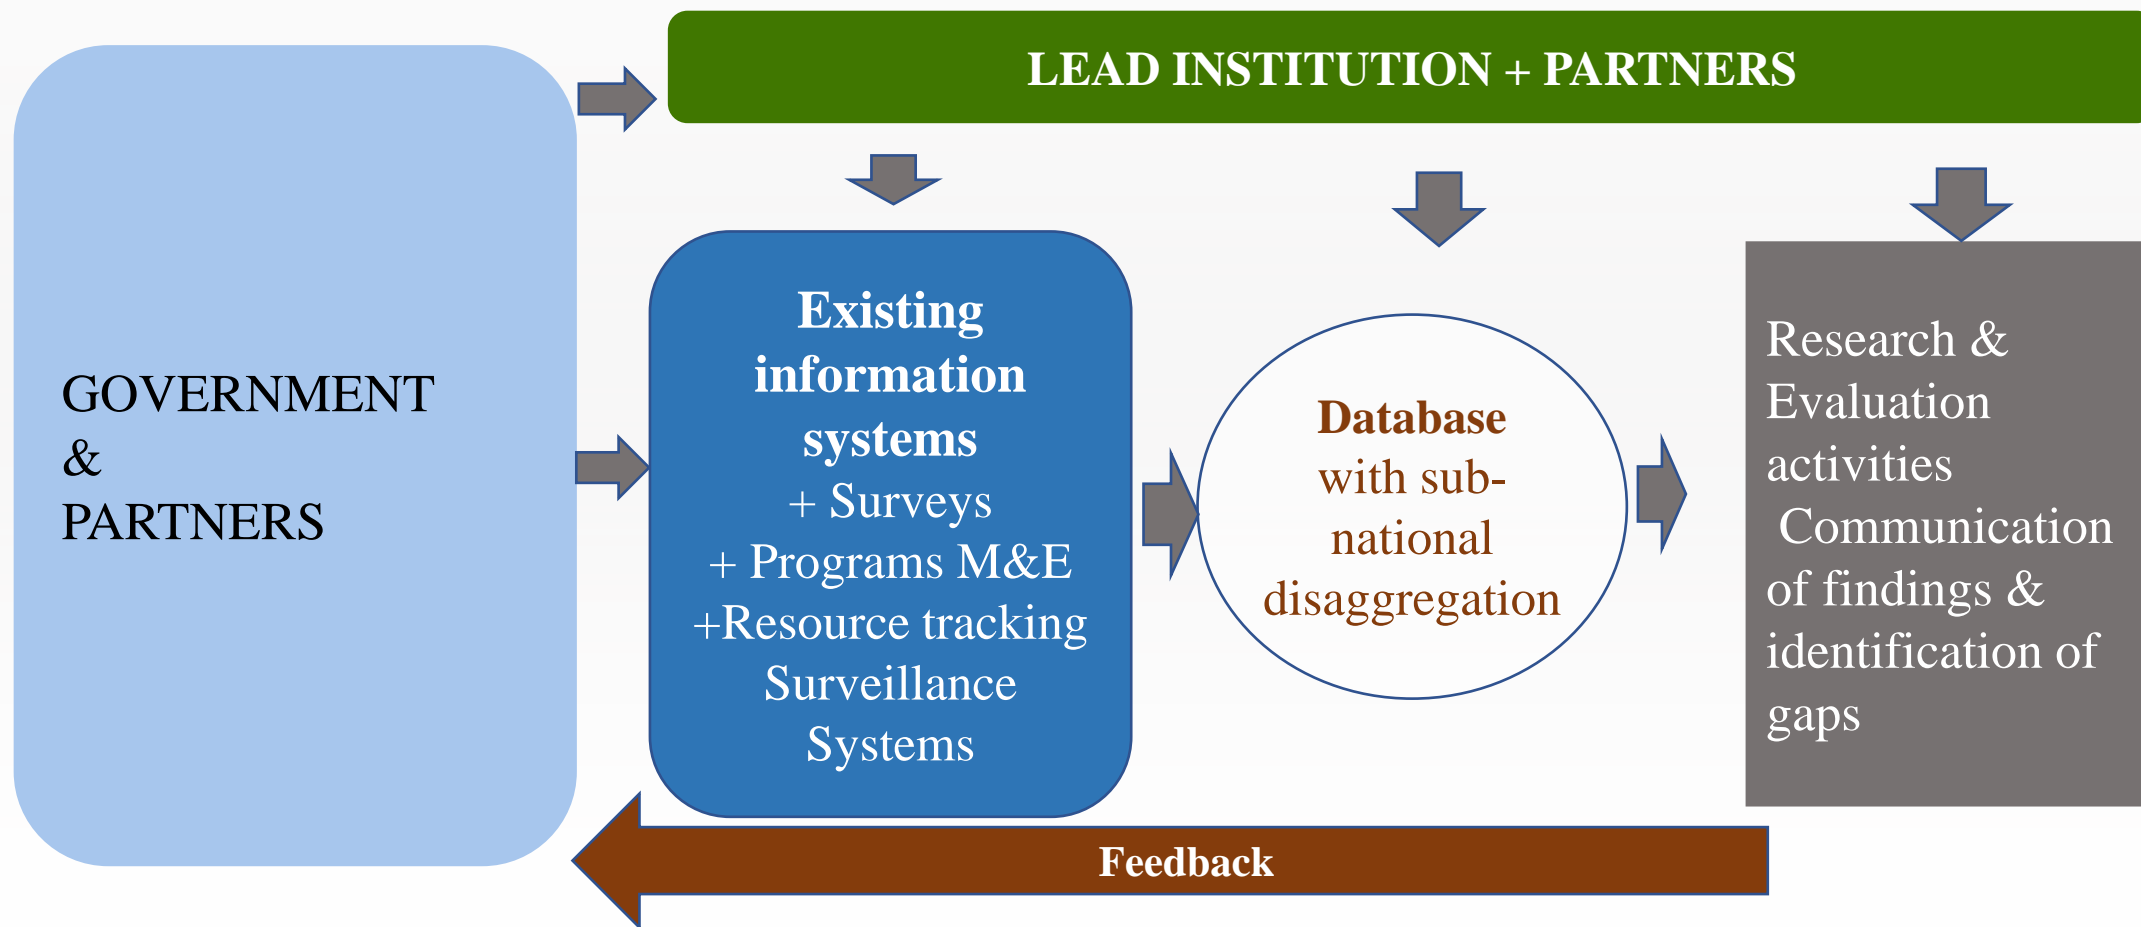 LEAD INSTITUTION + PARTNERS
GOVERNMENT
&
PARTNERS
Existing
information
systems
+ Surveys
+ Programs M&E
+Resource tracking
Surveillance
Systems
Database
with sub-
national
disaggregation
Research &
Evaluation
activities
Communication
of findings &
identification of
gaps
Feedback